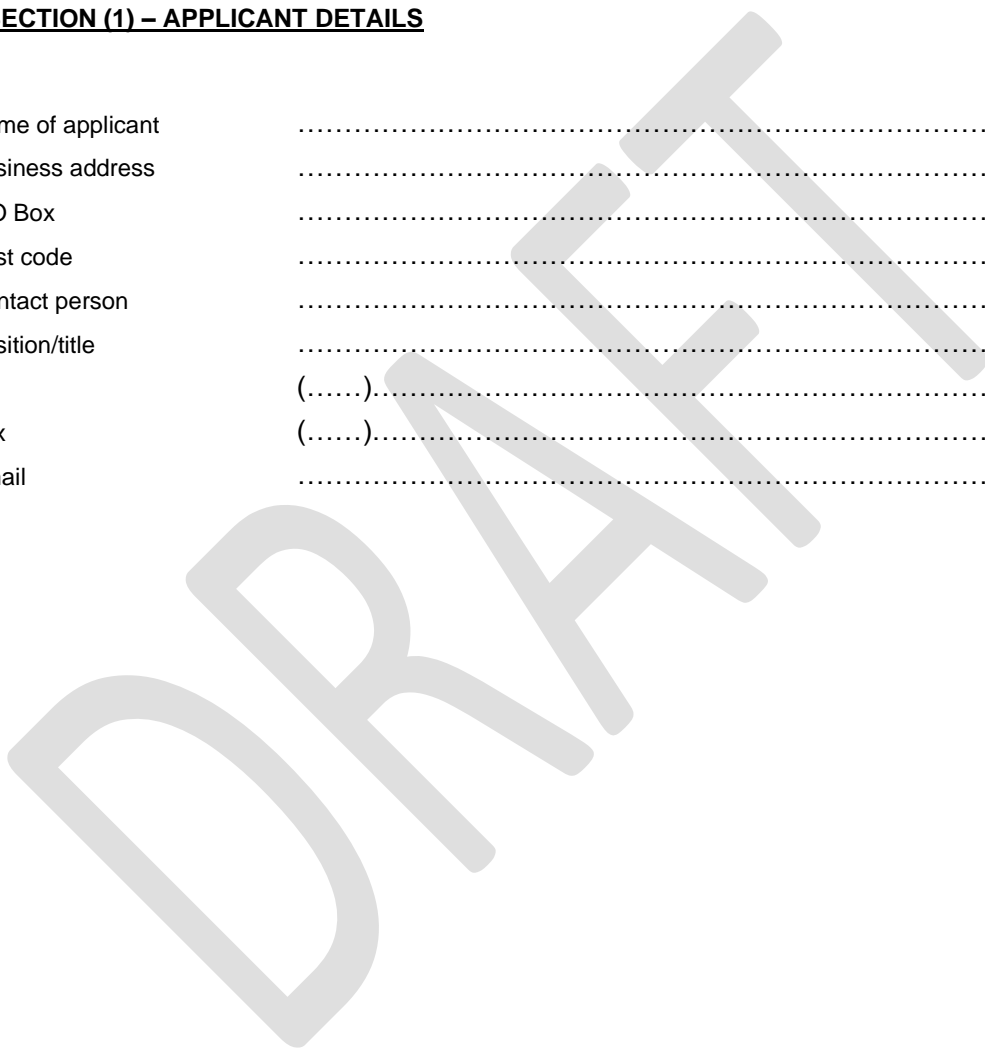 ECTION (1) – APPLICANT DETAILS
me of applicant ……………………………………………………………………
siness address ……………………………………………………………………
O Box ……………………………………………………………………
st code ……………………………………………………………………
ntact person ……………………………………………………………………
sition/title ……………………………………………………………………
(……)……………………………………………………………
x (……)……………………………………………………………
ail ……………………………………………………………………
DRAFT